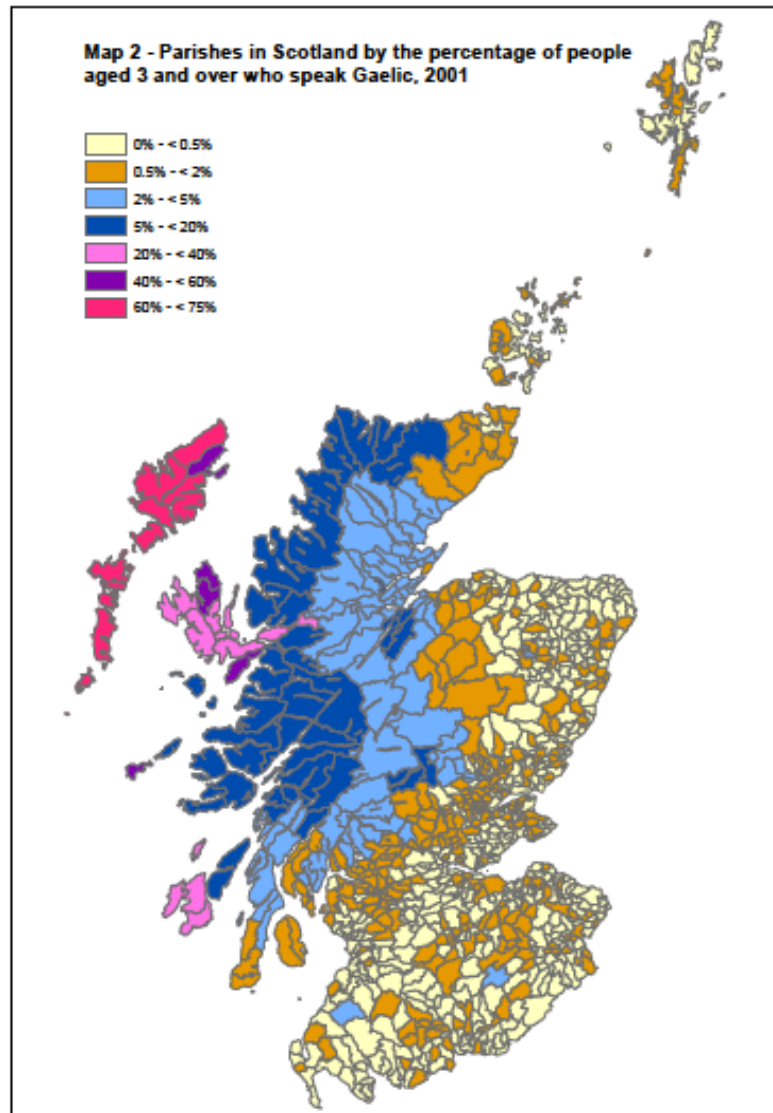 Map 2 - Parishes in Scotland by the percentage of people
aged 3 and over who speak Gaelic, 2001
0% - < 0.5%
0.5% - < 2%
2% - < 5%
5% - < 20%
20% - < 40%
40% - < 60%
60% - < 75%